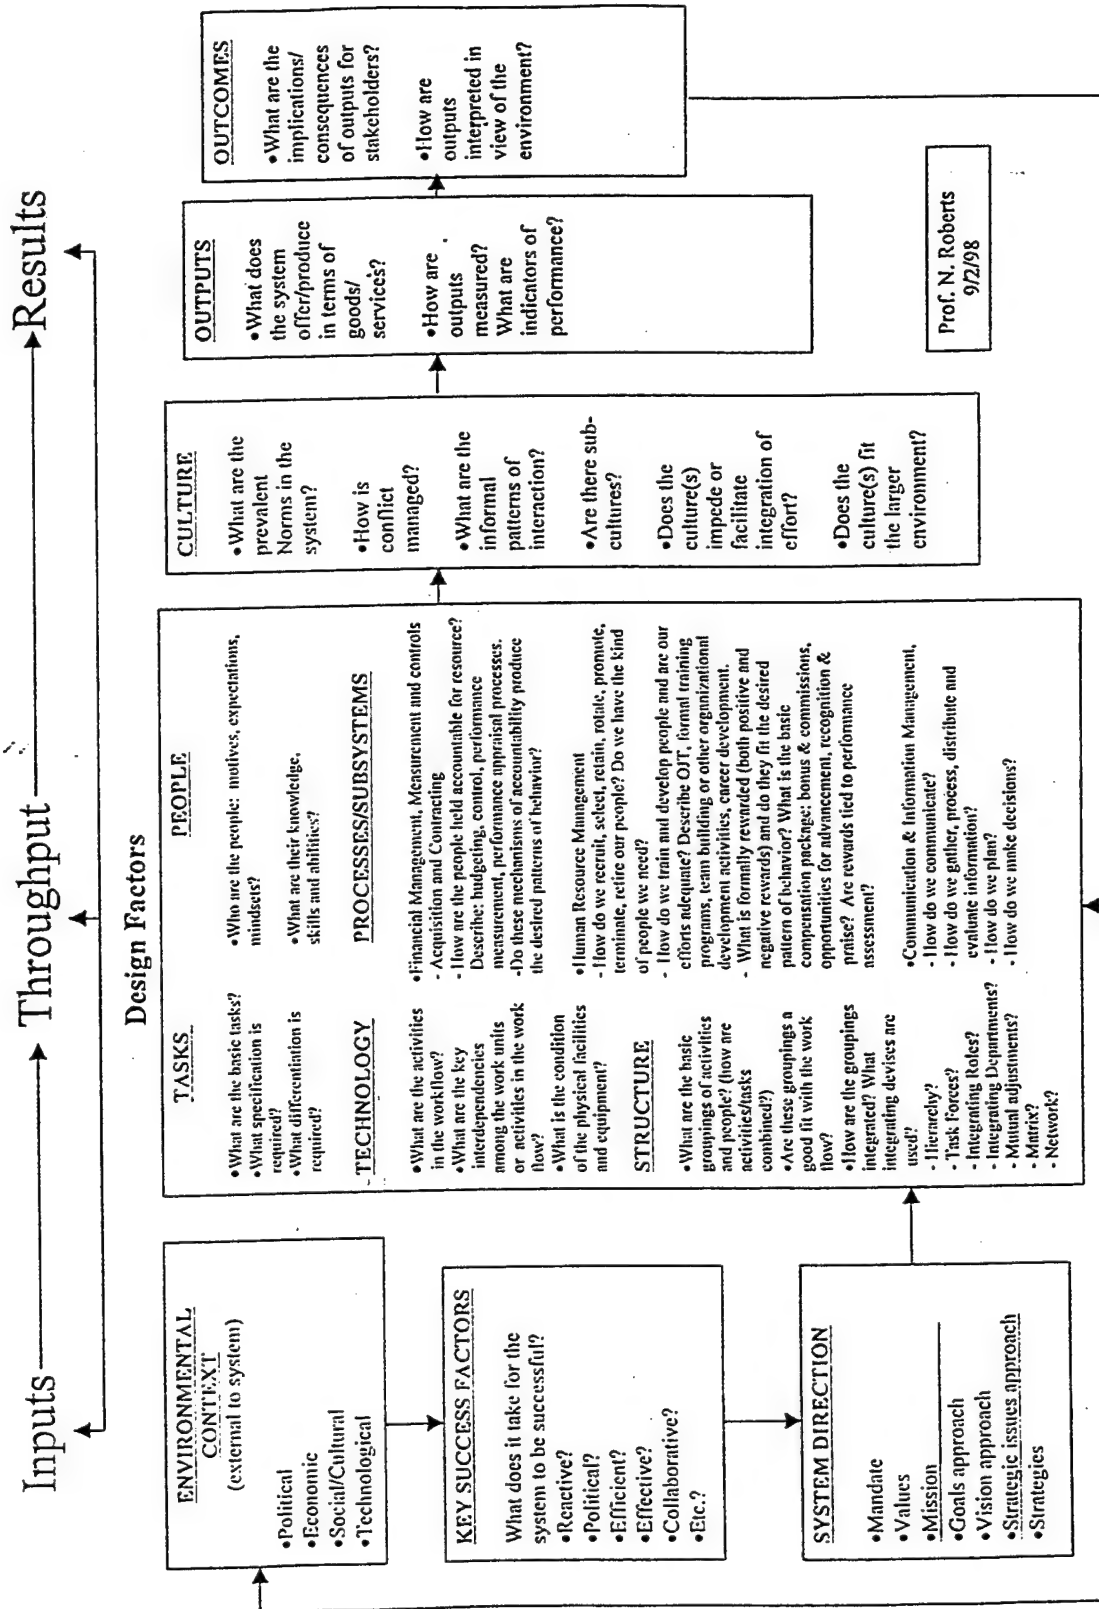 Inputs
Throughput
Results
Design Factors
ENVIRONMENTAL
CONTEXT
(external to system)
•Political
•Economic
•Social/Cultural
•Technological
KEY SUCCESS FACTORS
What does it take for the
system to be successful?
•Reactive?
•Political?
•Efficient?
•Effective?
•Collaborative?
•Etc.?
SYSTEM DIRECTION
•Mandate
•Values
•Mission
•Goals approach
•Vision approach
•Strategic issues approach
•Strategies
TASKS
•What are the basic tasks?
•What specification is
required?
•What differentiation is
required?
TECHNOLOGY
•What are the activities
in the workflow?
•What are the key
interdependencies
among the work units
or activities in the work
flow?
•What is the condition
of the physical facilities
and equipment?
STRUCTURE
•What are the basic
groupings of activities
and people? (how are
activities/tasks
combined?)
•Are these groupings a
good fit with the work
flow?
•How are the groupings
integrated? What
integrating devises are
used?
- Hierarchy?
- Task Forces?
- Integrating Roles?
- Integrating Departments?
- Mutual adjustments?
- Matrix?
- Network?
PEOPLE
•Who are the people: motives, expectations,
mindsets?
•What are their knowledge,
skills and abilities?
PROCESSES/SUBSYSTEMS
•Financial Management, Measurement and controls
- Acquisition and Contracting
- How are the people held accountable for resource?
Describe: budgeting, control, performance
measurement, performance appraisal processes.
-Do these mechanisms of accountability produce
the desired patterns of behavior?
•Human Resource Management
- How do we recruit, select, retain, rotate, promote,
terminate, retire our people? Do we have the kind
of people we need?
- How do we train and develop people and are our
efforts adequate? Describe OJT, formal training
programs, team building or other organizational
development activities, career development.
- What is formally rewarded (both positive and
negative rewards) and do they fit the desired
pattern of behavior? What is the basic
compensation package: bonus & commissions,
opportunities for advancement, recognition &
praise? Are rewards tied to performance
assessment?
•Communication & Information Management,
- How do we communicate?
- How do we gather, process, distribute and
evaluate information?
- How do we plan?
- How do we make decisions?
CULTURE
•What are the
prevalent
Norms in the
system?
•How is
conflict
managed?
•What are the
informal
patterns of
interaction?
•Are there sub-
cultures?
•Does the
culture(s)
impede or
facilitate
integration of
effort?
•Does the
culture(s) fit
the larger
environment?
OUTPUTS
•What does
the system
offer/produce
in terms of
goods/
services?
•How are
outputs
measured?
What are
indicators of
performance?
OUTCOMES
•What are the
implications/
consequences
of outputs for
stakeholders?
•How are
outputs
interpreted in
view of the
environment?
Prof. N. Roberts
9/2/98